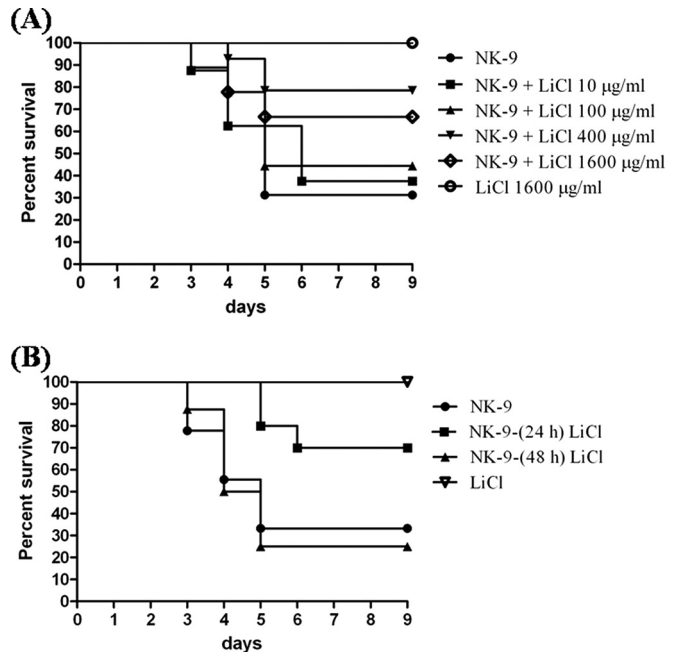 (A)
Percent survival
100
90
80
70
60
50
40
30
20
10
0
0 1 2 3 4 5 6 7 8 9
days
NK-9
NK-9 + LiCl 10 μg/ml
NK-9 + LiCl 100 μg/ml
NK-9 + LiCl 400 μg/ml
NK-9 + LiCl 1600 μg/ml
LiCl 1600 μg/ml
(B)
Percent survival
100
90
80
70
60
50
40
30
20
10
0
0 1 2 3 4 5 6 7 8 9
days
NK-9
NK-9-(24 h) LiCl
NK-9-(48 h) LiCl
LiCl